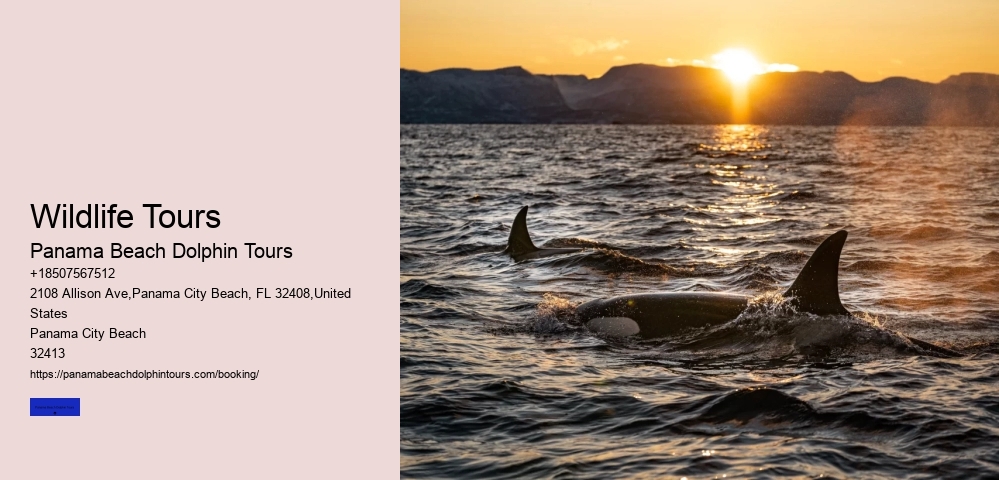 Wildlife Tours
Panama Beach Dolphin Tours
+18507567512
2108 Allison Ave,Panama City Beach, FL 32408,United
States
Panama City Beach
32413
https://panamabeachdolphintours.com/booking/